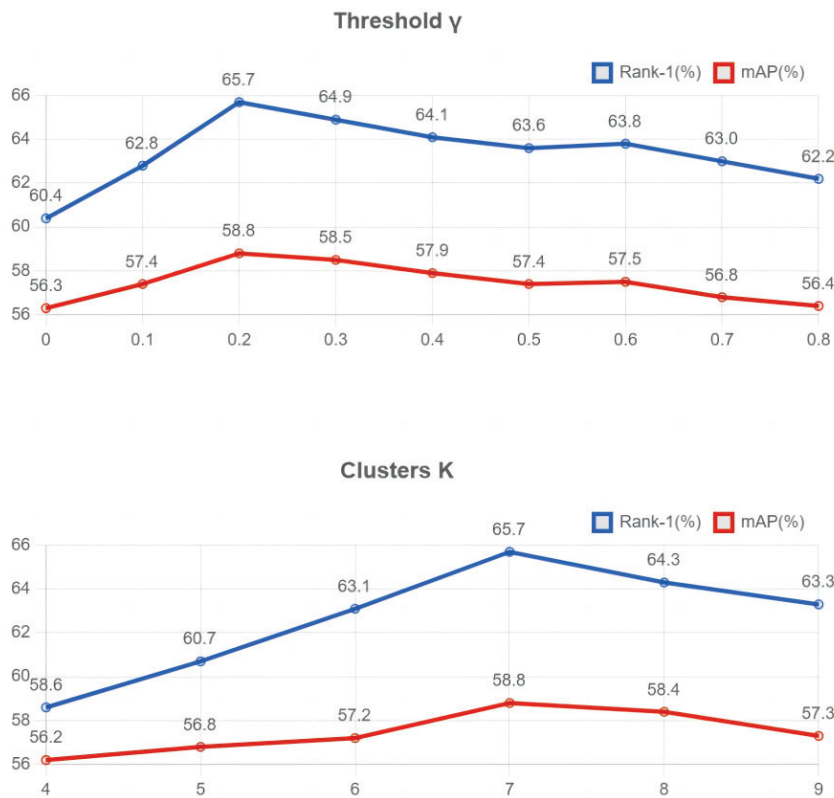 Threshold γ
Rank-1(%) mAP(%)
66
64
62
60
58
56
60.4 62.8 65.7 64.9 64.1 63.6 63.8 63.0 62.2
56.3 57.4 58.8 58.5 57.9 57.4 57.5 56.8 56.4
0 0.1 0.2 0.3 0.4 0.5 0.6 0.7 0.8
Clusters K
Rank-1(%) mAP(%)
66
64
62
60
58
56
58.6 60.7 63.1 65.7 64.3 63.3
56.2 56.8 57.2 58.8 58.4 57.3
4 5 6 7 8 9